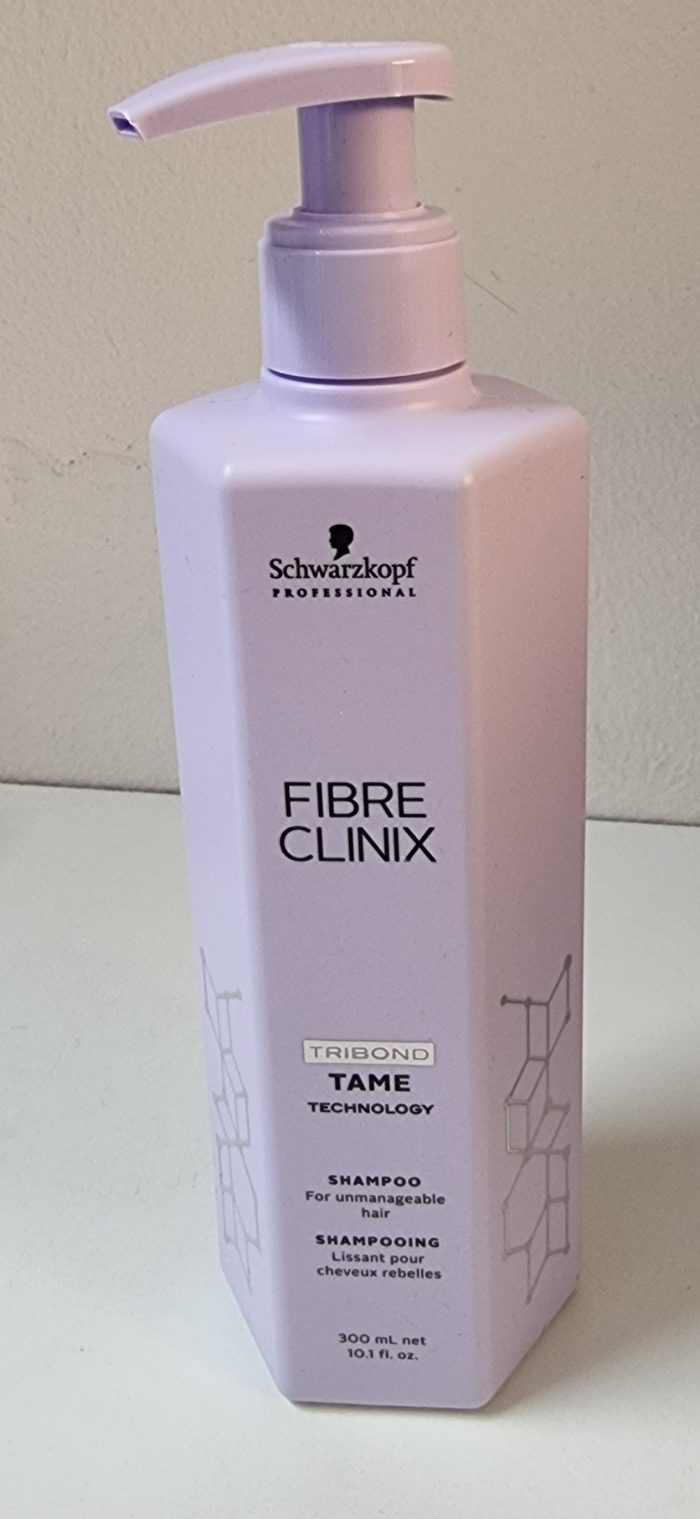 Schwarzkopf
PROFESSIONAL
FIBRE
CLINIX
TRIBOND
TAME
TECHNOLOGY
SHAMPOO
For unmanageable
hair
SHAMPOOING
Lissant pour
cheveux rebelles
300 mL net
10.1 fl. oz.